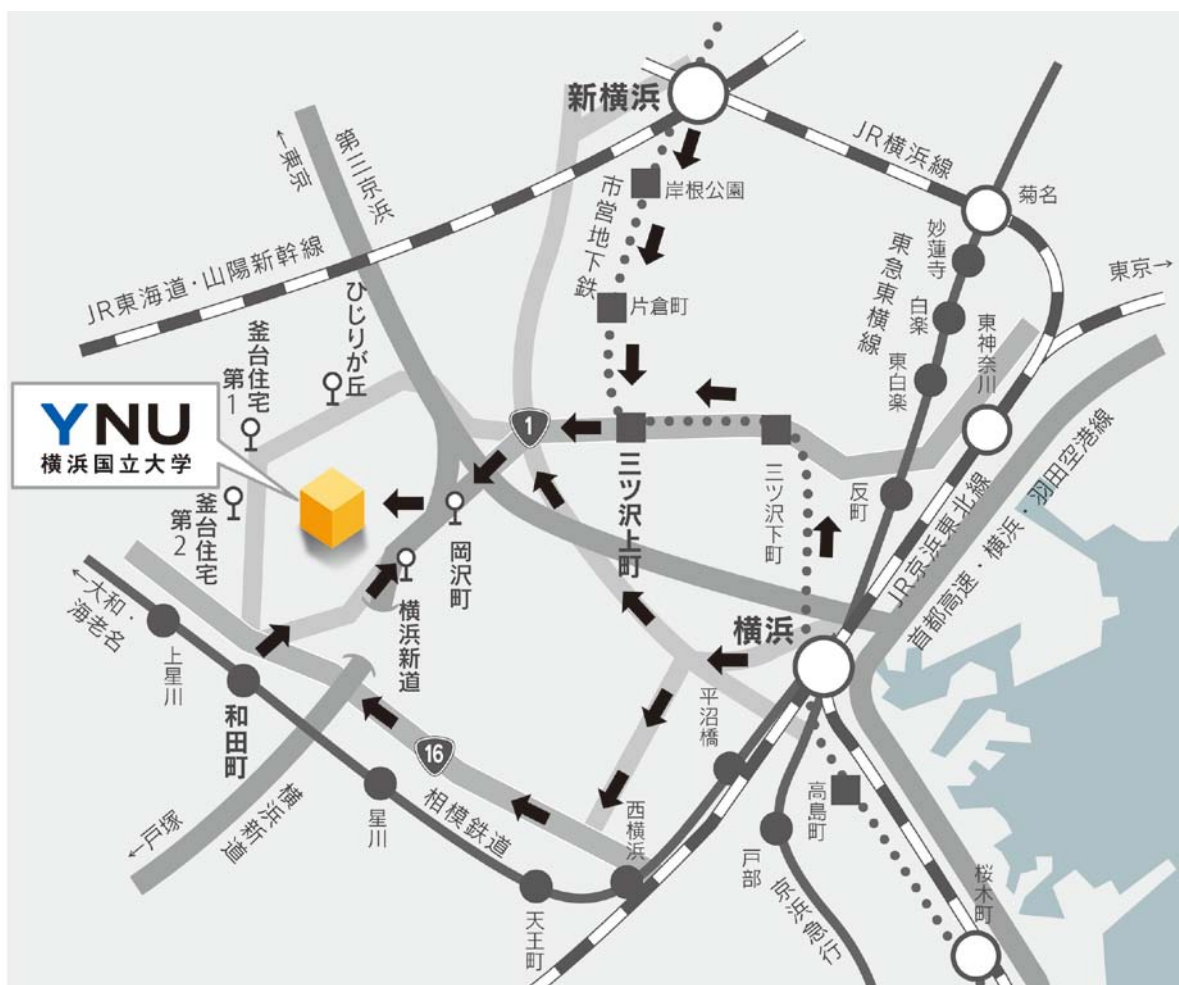 新横浜
JR横浜線
菊名
←東京
第三京浜
岸根公園
市営地下鉄
妙蓮寺
東急東横線
白楽
東京→
JR東海道・山陽新幹線
片倉町
東神奈川
東白楽
ひじりが丘
釜台住宅
第1
YNU
横浜国立大学
1
三ツ沢上町
三ツ沢下町
反町
JR京浜東北線
首都高速・横浜・羽田空港線
釜台住宅
第2
岡沢町
横浜新道
←大和・
海老名
上星川
和田町
横浜
平沼橋
16
星川
相模鉄道
西横浜
高島町
←戸塚
横浜新道
戸部
京浜急行
桜木町
天王町